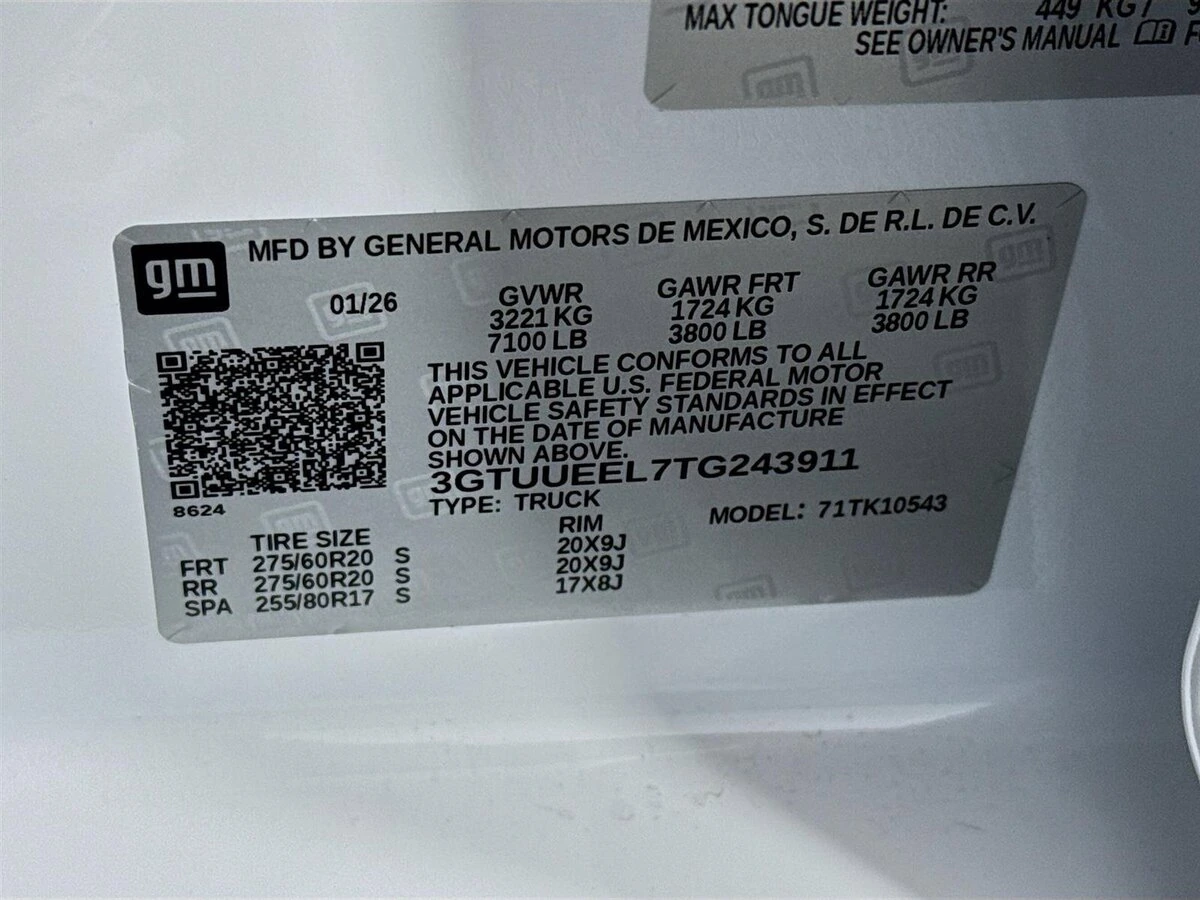 MAX TONGUE WEIGHT: 449 KG /
SEE OWNER'S MANUAL
gm
MFD BY GENERAL MOTORS DE MEXICO, S. DE R.L. DE C.V.
01/26
GVWR GAWR FRT GAWR RR
3221 KG 1724 KG 1724 KG
7100 LB 3800 LB 3800 LB
THIS VEHICLE CONFORMS TO ALL
APPLICABLE U.S. FEDERAL MOTOR
VEHICLE SAFETY STANDARDS IN EFFECT
ON THE DATE OF MANUFACTURE
SHOWN ABOVE.
3GTUUEEL7TG243911
8624
TYPE: TRUCK MODEL: 71TK10543
TIRE SIZE RIM
FRT 275/60R20 S 20X9J
RR 275/60R20 S 20X9J
SPA 255/80R17 S 17X8J